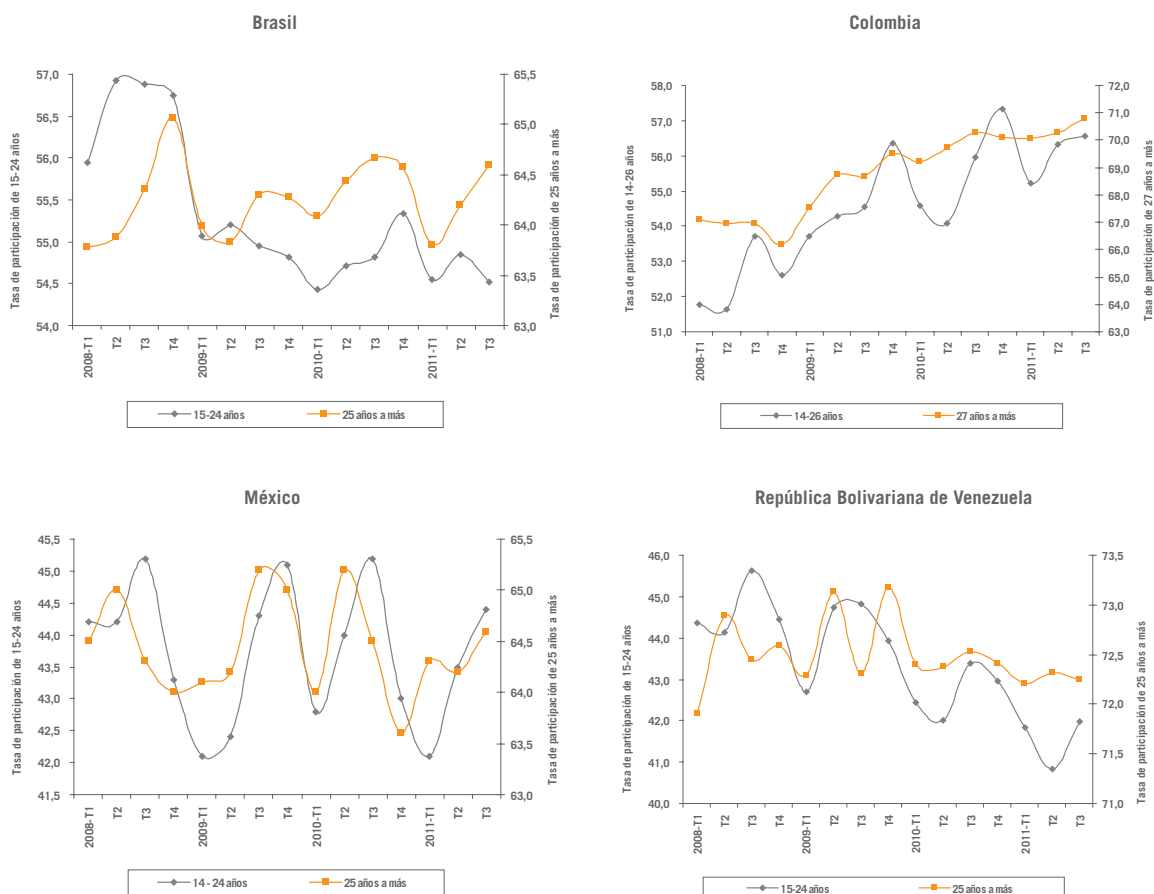 Brasil
Tasa de participación de 15-24 años
57,0
56,5
56,0
55,5
55,0
54,5
54,0
65,5
65,0
64,5
64,0
63,5
63,0
Tasa de participación de 25 años a más
2008-T1
T2
T3
T4
2009-T1
T2
T3
T4
2010-T1
T2
T3
T4
2011-T1
T2
T3
15-24 años
25 años a más
Colombia
Tasa de participación de 14-26 años
58,0
57,0
56,0
55,0
54,0
53,0
52,0
51,0
72,0
71,0
70,0
69,0
68,0
67,0
66,0
65,0
64,0
63,0
Tasa de participación de 27 años a más
2008-T1
T2
T3
T4
2009-T1
T2
T3
T4
2010-T1
T2
T3
T4
2011-T1
T2
T3
14-26 años
27 años a más
México
Tasa de participación de 15-24 años
45,5
45,0
44,5
44,0
43,5
43,0
42,5
42,0
41,5
65,5
65,0
64,5
64,0
63,5
63,0
Tasa de participación de 25 años a más
2008-T1
T2
T3
T4
2009-T1
T2
T3
T4
2010-T1
T2
T3
T4
2011-T1
T2
T3
14 - 24 años
25 años a más
República Bolivariana de Venezuela
Tasa de participación de 15-24 años
46,0
45,0
44,0
43,0
42,0
41,0
40,0
73,5
73,0
72,5
72,0
71,5
71,0
Tasa de participación de 25 años a más
2008-T1
T2
T3
T4
2009-T1
T2
T3
T4
2010-T1
T2
T3
T4
2011-T1
T2
T3
15-24 años
25 años a más